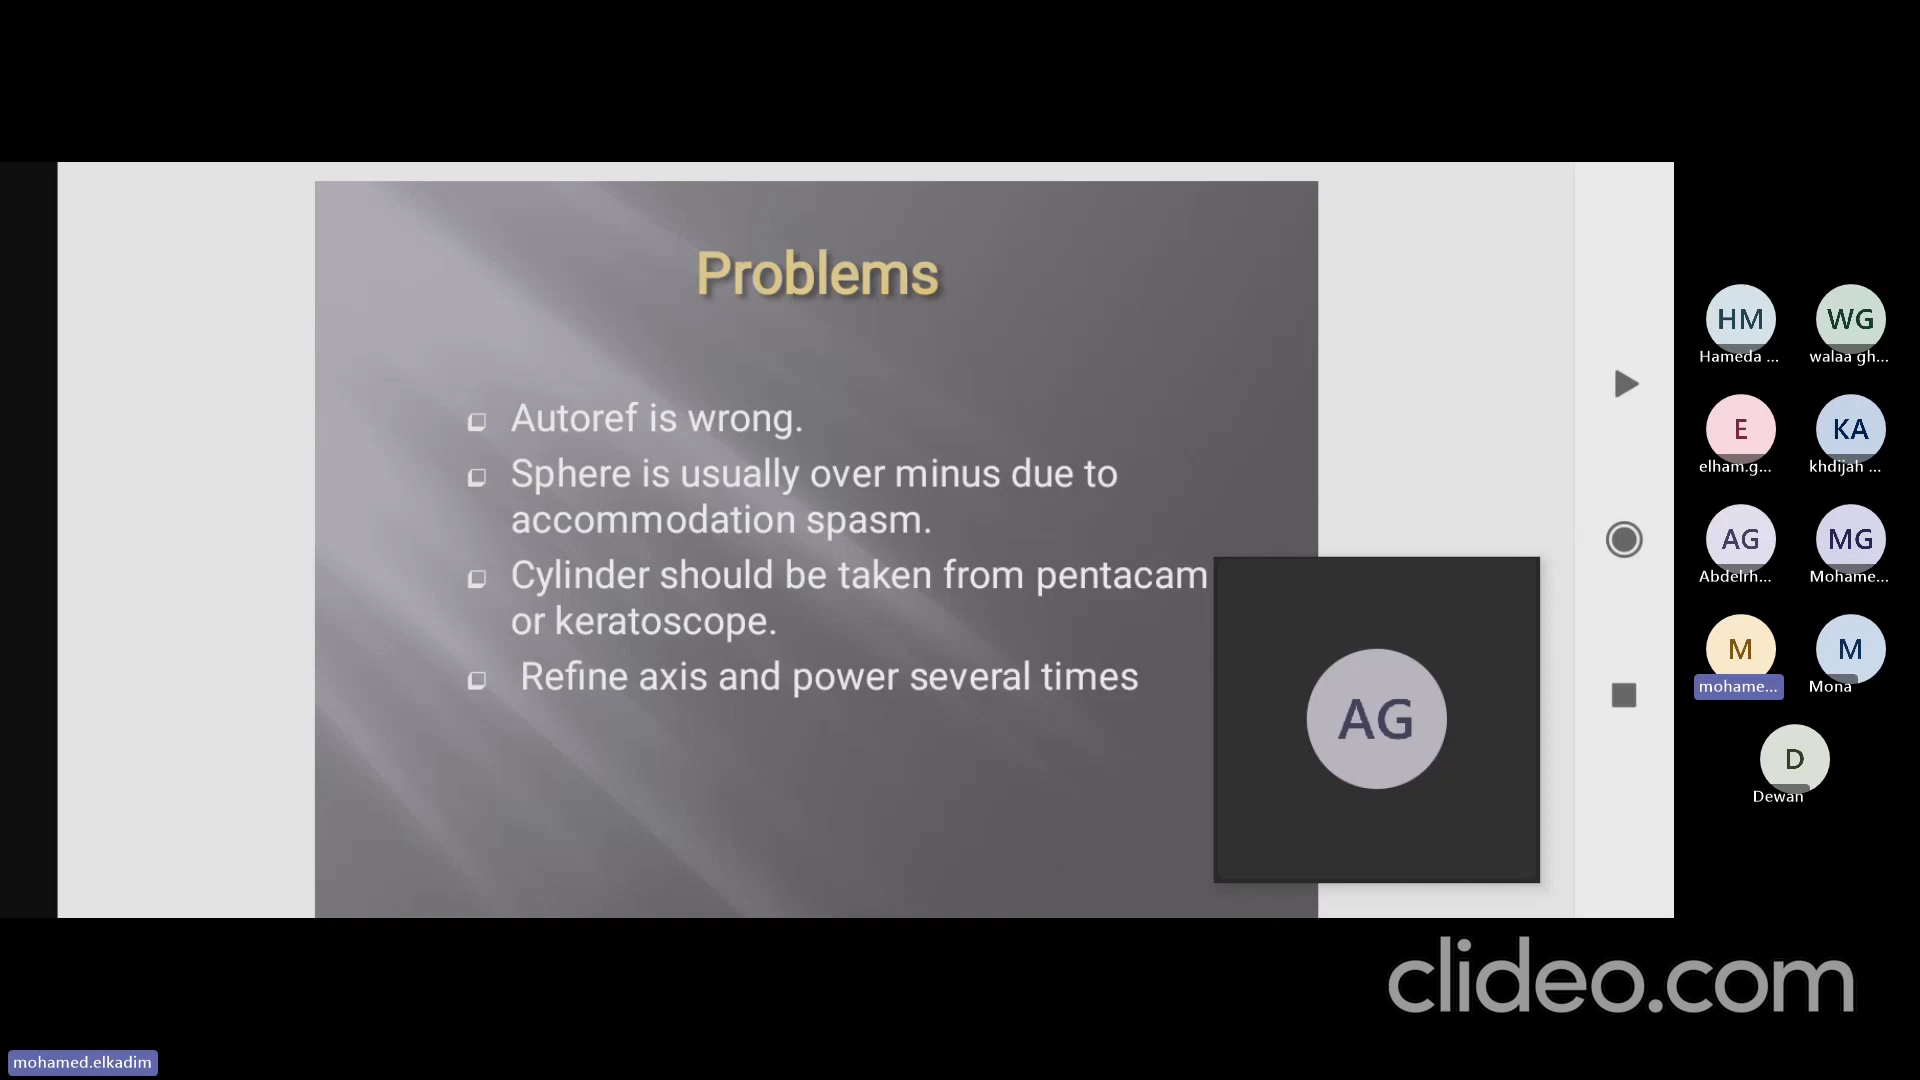 Problems
Autoref is wrong.
Sphere is usually over minus due to
accommodation spasm.
Cylinder should be taken from pentacam
or keratoscope.
Refine axis and power several times
AG
HM
Hameda ...
WG
walaa gh...
E
elham.g...
KA
khdijah ...
AG
Abdelrh...
MG
Mohame...
M
mohame...
M
Mona
D
Dewan
clideo.com
mohamed.elkadim